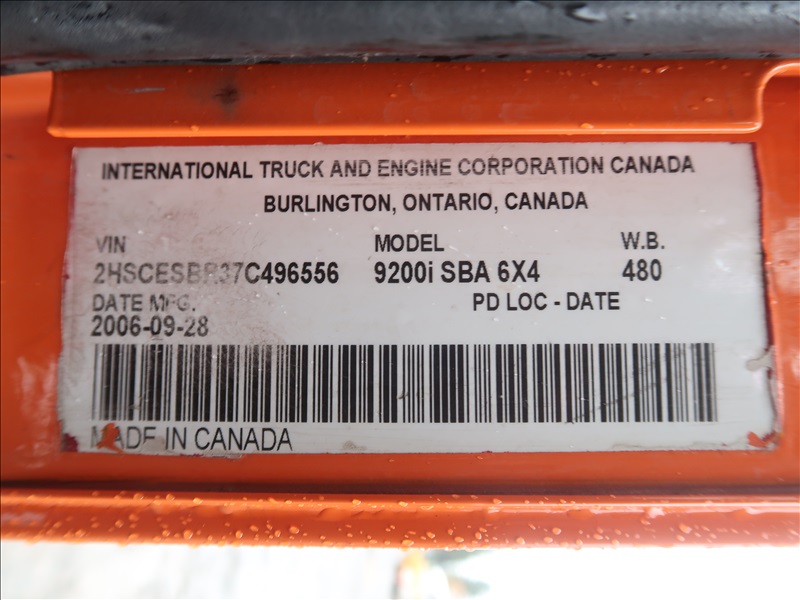 INTERNATIONAL TRUCK AND ENGINE CORPORATION CANADA
BURLINGTON, ONTARIO, CANADA
VIN MODEL W.B.
2HSCESBR37C496556 9200i SBA 6X4 480
DATE MFG. PD LOC - DATE
2006-09-28
MADE IN CANADA